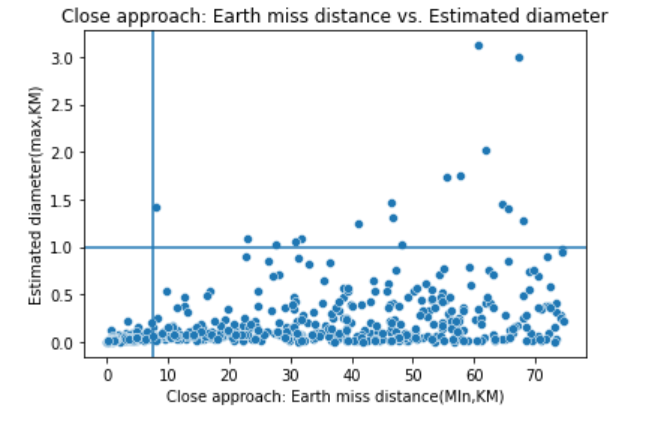 Close approach: Earth miss distance vs. Estimated diameter
3.0
2.5
2.0
1.5
1.0
0.5
0.0
Estimated diameter(max,KM)
0 10 20 30 40 50 60 70
Close approach: Earth miss distance(MIn,KM)